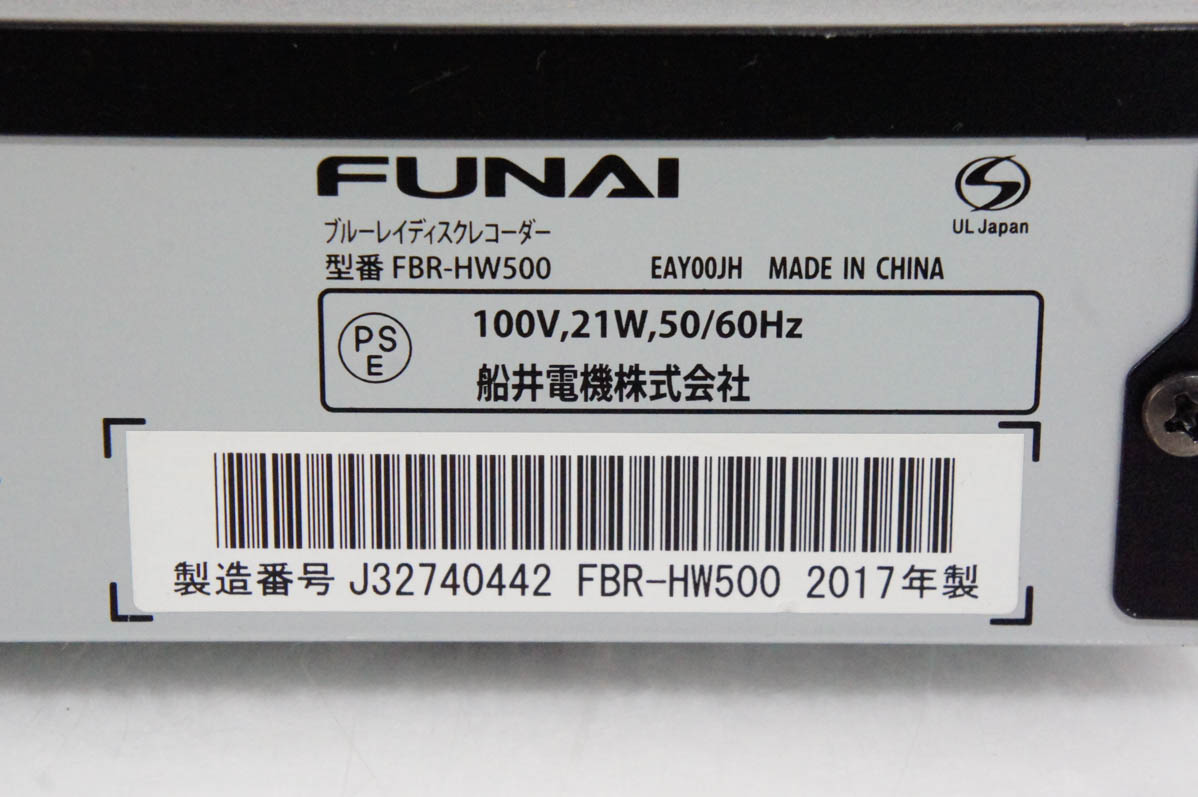 FUNAI
ブルーレイディスクレコーダー
型番 FBR-HW500 EAY00JH MADE IN CHINA
UL Japan
PS
E
100V,21W,50/60Hz
船井電機株式会社
製造番号 J32740442 FBR-HW500 2017年製